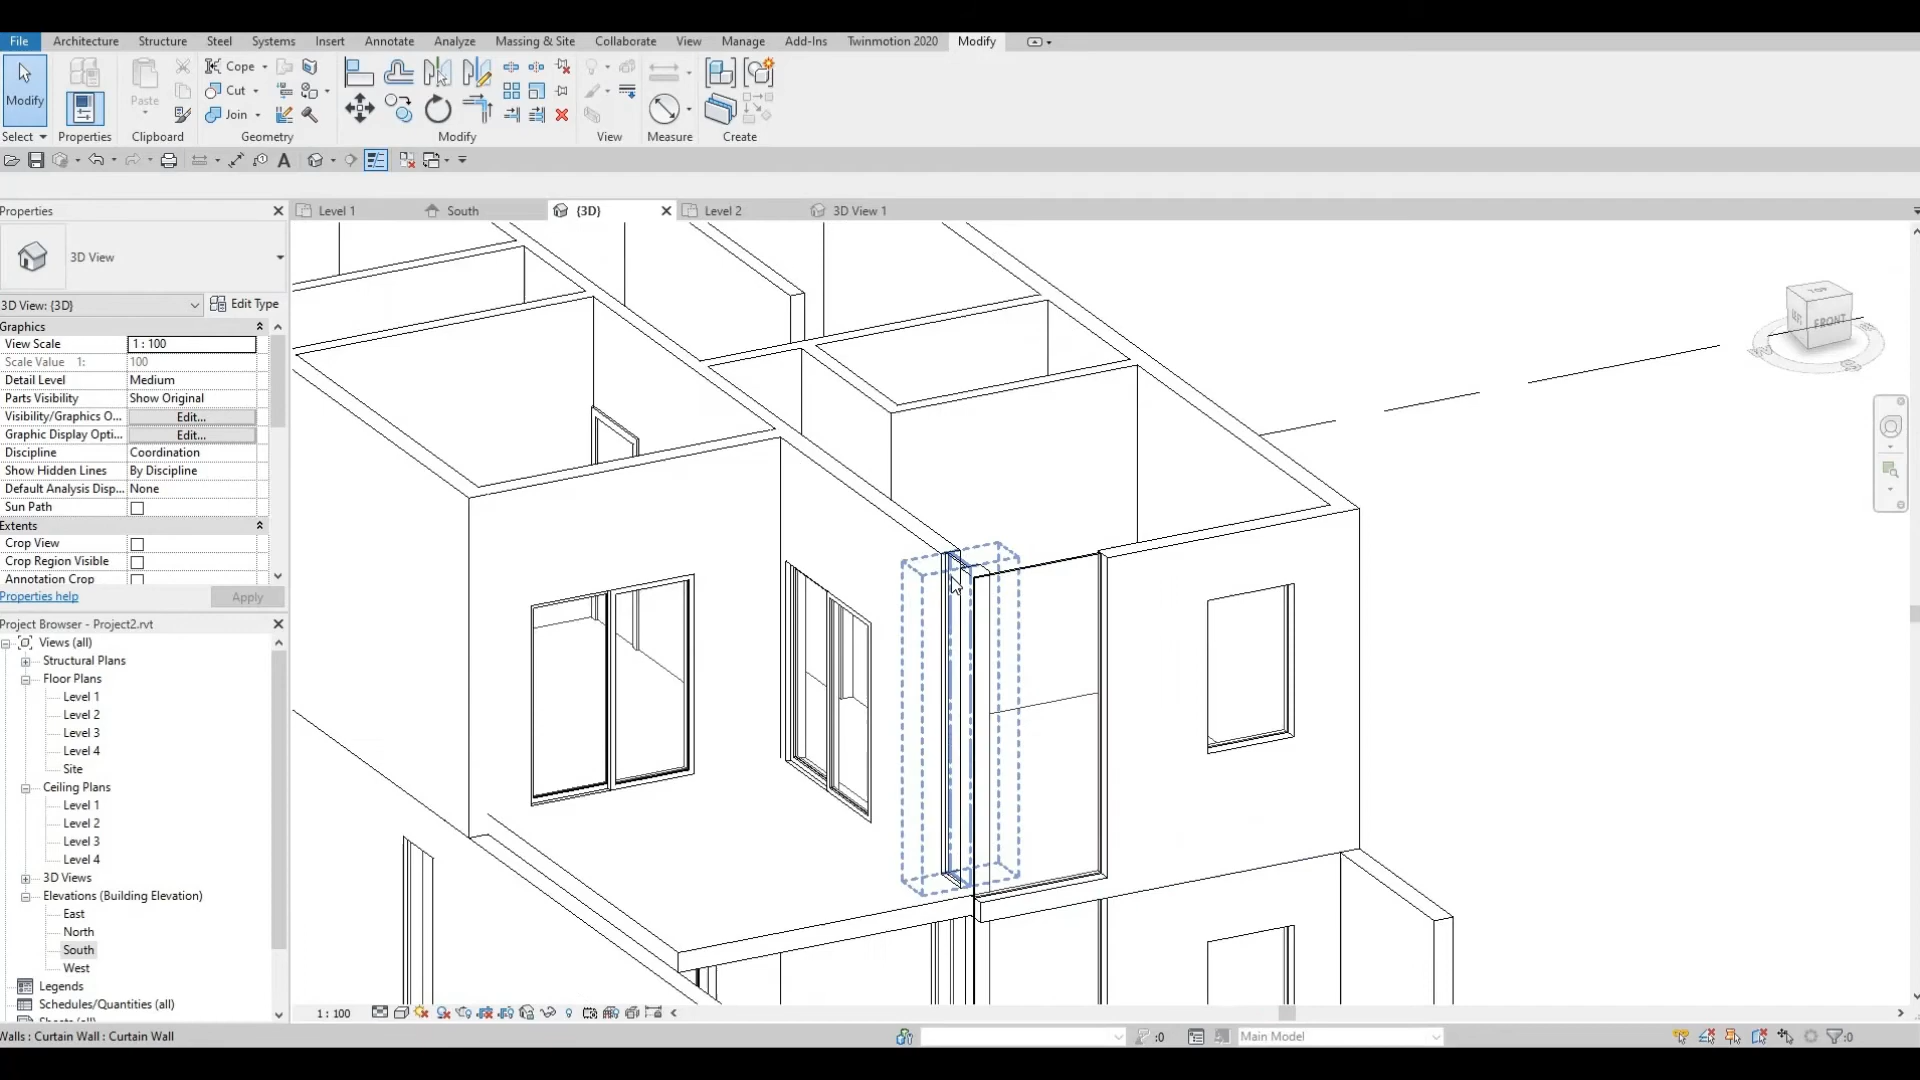 File Architecture Structure Steel Systems Insert Annotate Analyze Massing & Site Collaborate View Manage Add-Ins Twinmotion 2020 Modify
Modify
Paste
Cope
Cut
Join
Select Properties Clipboard Geometry Modify View Measure Create
Properties
Level 1 South {3D} Level 2 3D View 1
3D View
3D View: {3D} Edit Type
Graphics
View Scale 1 : 100
Scale Value 1: 100
Detail Level Medium
Parts Visibility Show Original
Visibility/Graphics O... Edit...
Graphic Display Opti... Edit...
Discipline Coordination
Show Hidden Lines By Discipline
Default Analysis Disp... None
Sun Path
Extents
Crop View
Crop Region Visible
Annotation Crop
Properties help Apply
Project Browser - Project2.rvt
Views (all)
Structural Plans
Floor Plans
Level 1
Level 2
Level 3
Level 4
Site
Ceiling Plans
Level 1
Level 2
Level 3
Level 4
3D Views
Elevations (Building Elevation)
East
North
South
West
Legends
Schedules/Quantities (all)
TOP
FRONT
1 : 100
Walls : Curtain Wall : Curtain Wall
:0
Main Model
:0